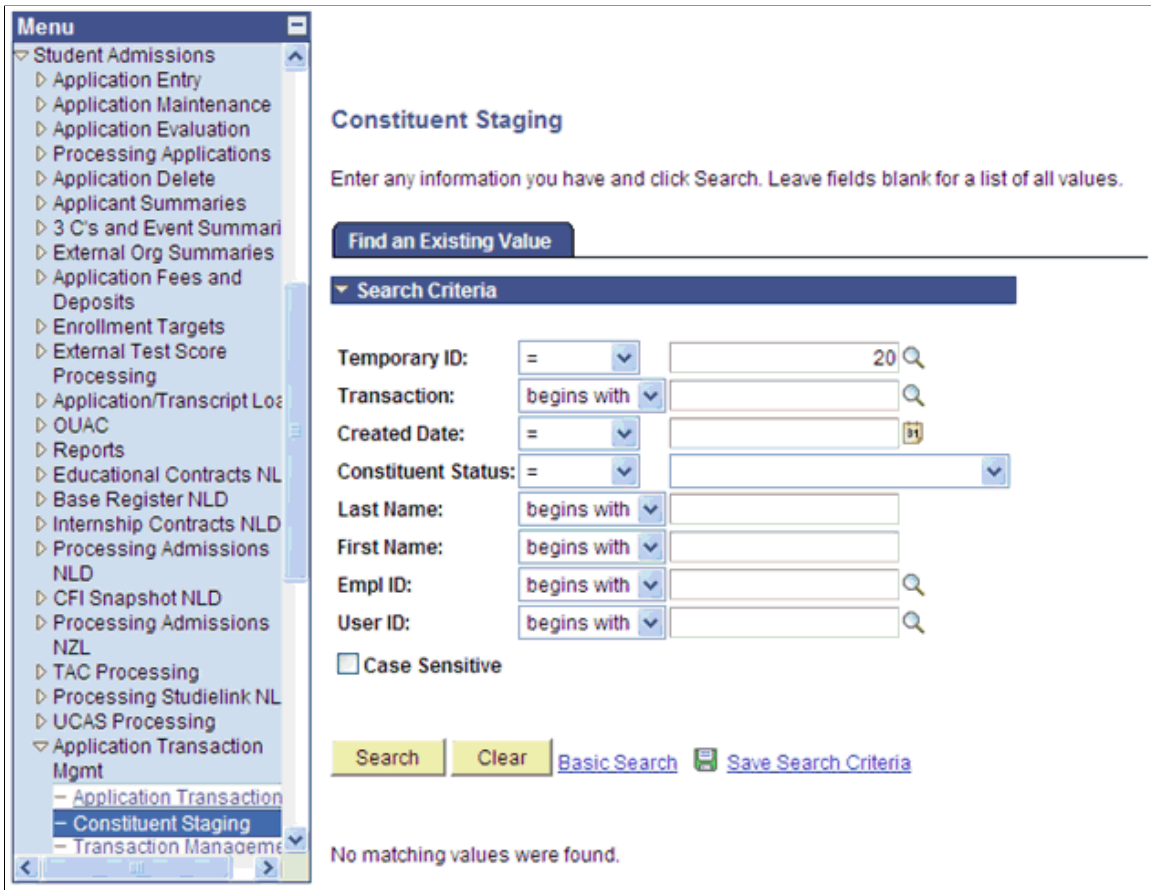 Menu
Student Admissions
Application Entry
Application Maintenance
Application Evaluation
Processing Applications
Application Delete
Applicant Summaries
3 C's and Event Summari
External Org Summaries
Application Fees and
Deposits
Enrollment Targets
External Test Score
Processing
Application/Transcript Loa
OUAC
Reports
Educational Contracts NL
Base Register NLD
Internship Contracts NLD
Processing Admissions
NLD
CFI Snapshot NLD
Processing Admissions
NZL
TAC Processing
Processing Studielink NL
UCAS Processing
Application Transaction
Mgmt
– Application Transaction
– Constituent Staging
– Transaction Manageme
Constituent Staging
Enter any information you have and click Search. Leave fields blank for a list of all values.
Find an Existing Value
Search Criteria
Temporary ID: = 20
Transaction: begins with
Created Date: = 31
Constituent Status: =
Last Name: begins with
First Name: begins with
Empl ID: begins with
User ID: begins with
Case Sensitive
Search Clear Basic Search Save Search Criteria
No matching values were found.